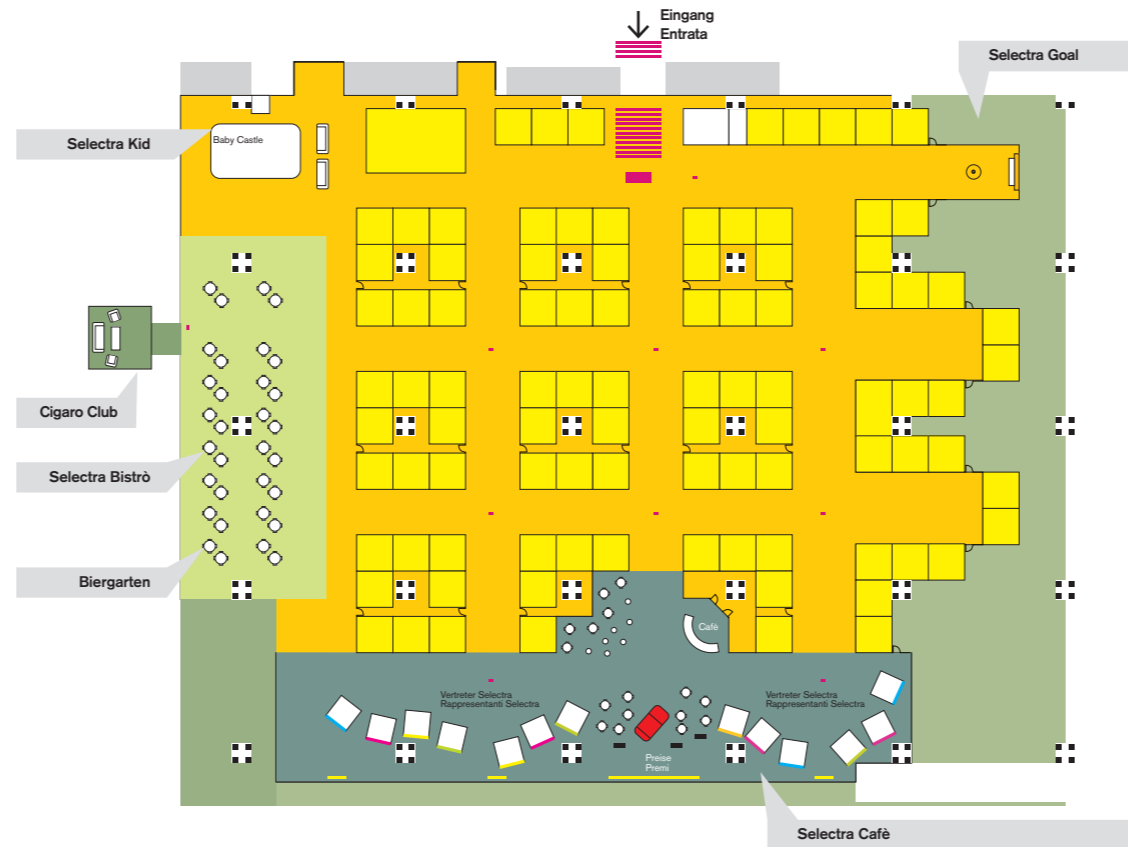 Eingang
Entrata
Selectra Goal
Selectra Kid
Baby Castle
Cigaro Club
Selectra Bistrò
Biergarten
Cafè
Vertreter Selectra
Rappresentanti Selectra
Vertreter Selectra
Rappresentanti Selectra
Preise
Premi
Selectra Cafè